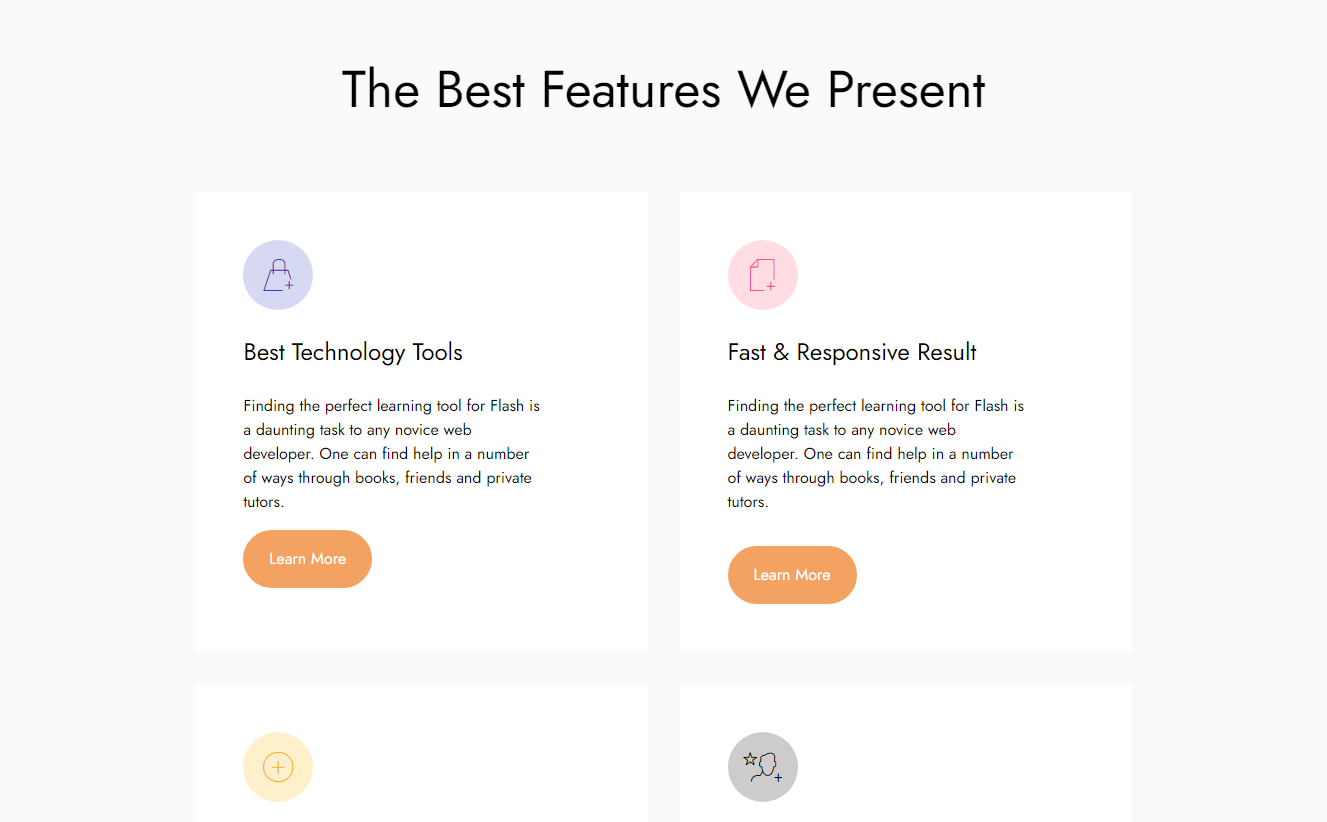 The Best Features We Present
Best Technology Tools
Finding the perfect learning tool for Flash is
a daunting task to any novice web
developer. One can find help in a number
of ways through books, friends and private
tutors.
Learn More
Fast & Responsive Result
Finding the perfect learning tool for Flash is
a daunting task to any novice web
developer. One can find help in a number
of ways through books, friends and private
tutors.
Learn More